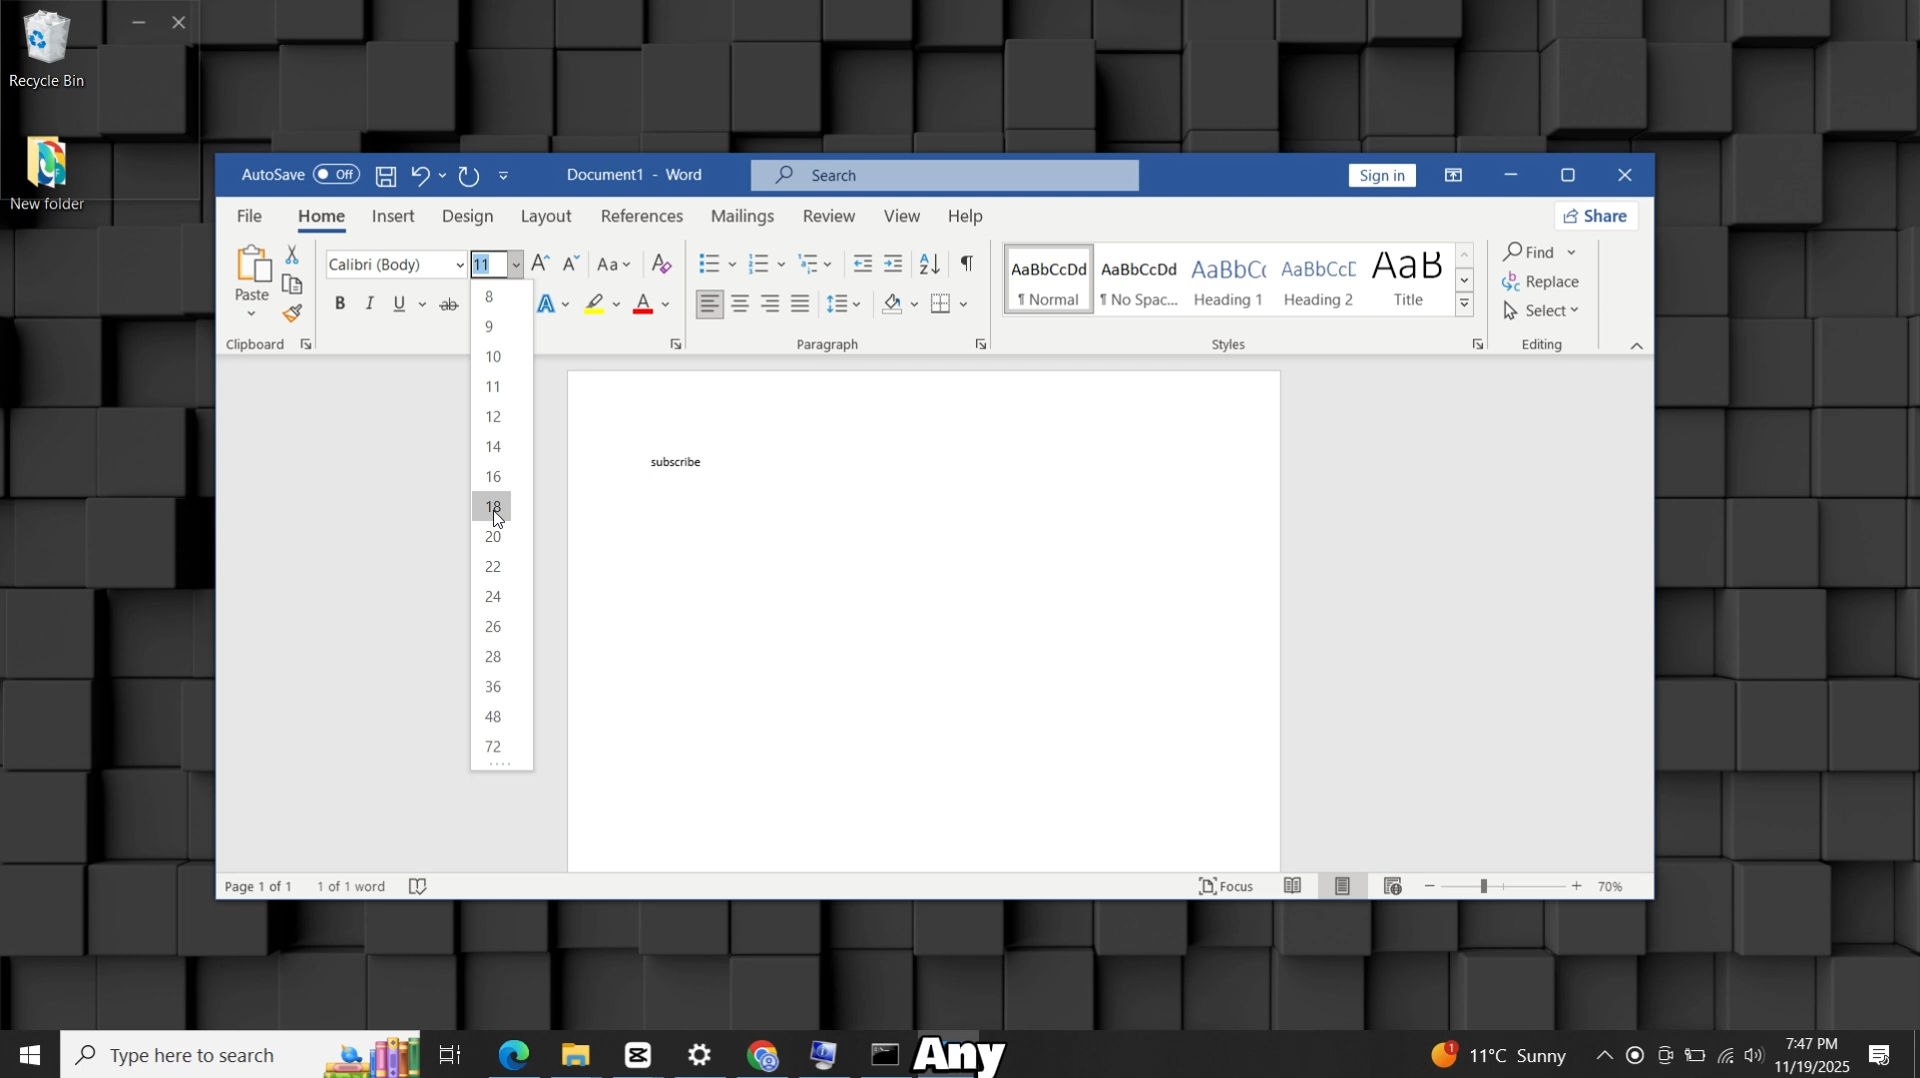 Recycle Bin
New folder
AutoSave Off
Document1 - Word
Search
Sign in
File Home Insert Design Layout References Mailings Review View Help
Share
Paste
Calibri (Body) 11
Aa
B I U ab A A
Clipboard
Paragraph
AaBbCcDd ¶ Normal
AaBbCcDd ¶ No Spac...
AaBbCc Heading 1
AaBbCcE Heading 2
AaB Title
Styles
Find
Replace
Select
Editing
8
9
10
11
12
14
16
18
20
22
24
26
28
36
48
72
subscribe
Page 1 of 1 1 of 1 word
Focus
70%
Type here to search
Any
1
11°C Sunny
7:47 PM
11/19/2025